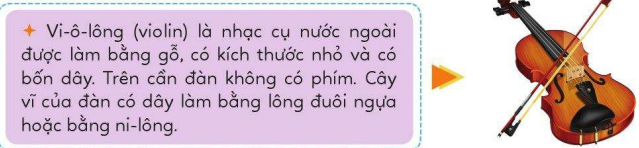 Vi-ô-lông (violin) là nhạc cụ nước ngoài
được làm bằng gỗ, có kích thước nhỏ và có
bốn dây. Trên cần đàn không có phím. Cây
vĩ của đàn có dây làm bằng lông đuôi ngựa
hoặc bằng ni-lông.